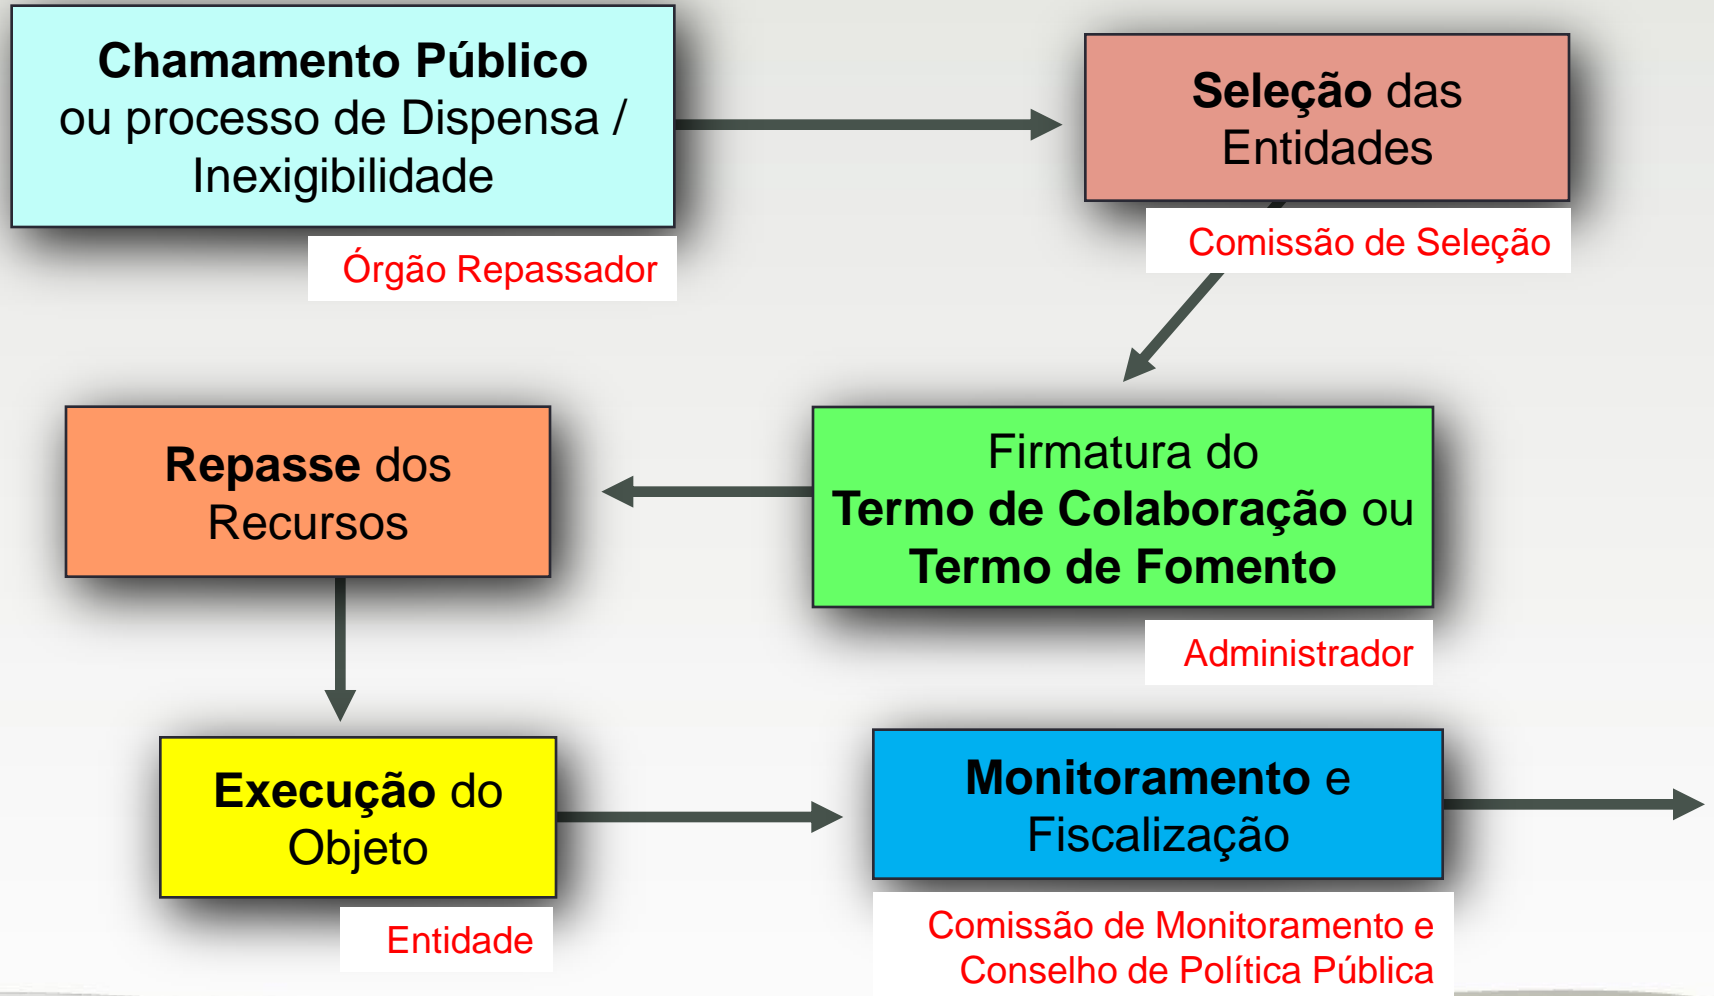 Chamamento Público
ou processo de Dispensa /
Inexigibilidade
Órgão Repassador
Seleção das
Entidades
Comissão de Seleção
Firmatura do
Termo de Colaboração ou
Termo de Fomento
Administrador
Repasse dos
Recursos
Execução do
Objeto
Entidade
Monitoramento e
Fiscalização
Comissão de Monitoramento e
Conselho de Política Pública